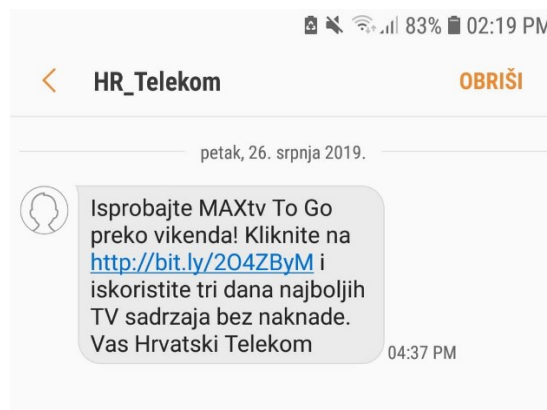 83% 02:19 PM
HR_Telekom OBRIŠI
petak, 26. srpnja 2019.
Isprobajte MAXtv To Go
preko vikenda! Kliknite na
http://bit.ly/2O4ZByM i
iskoristite tri dana najboljih
TV sadrzaja bez naknade.
Vas Hrvatski Telekom
04:37 PM